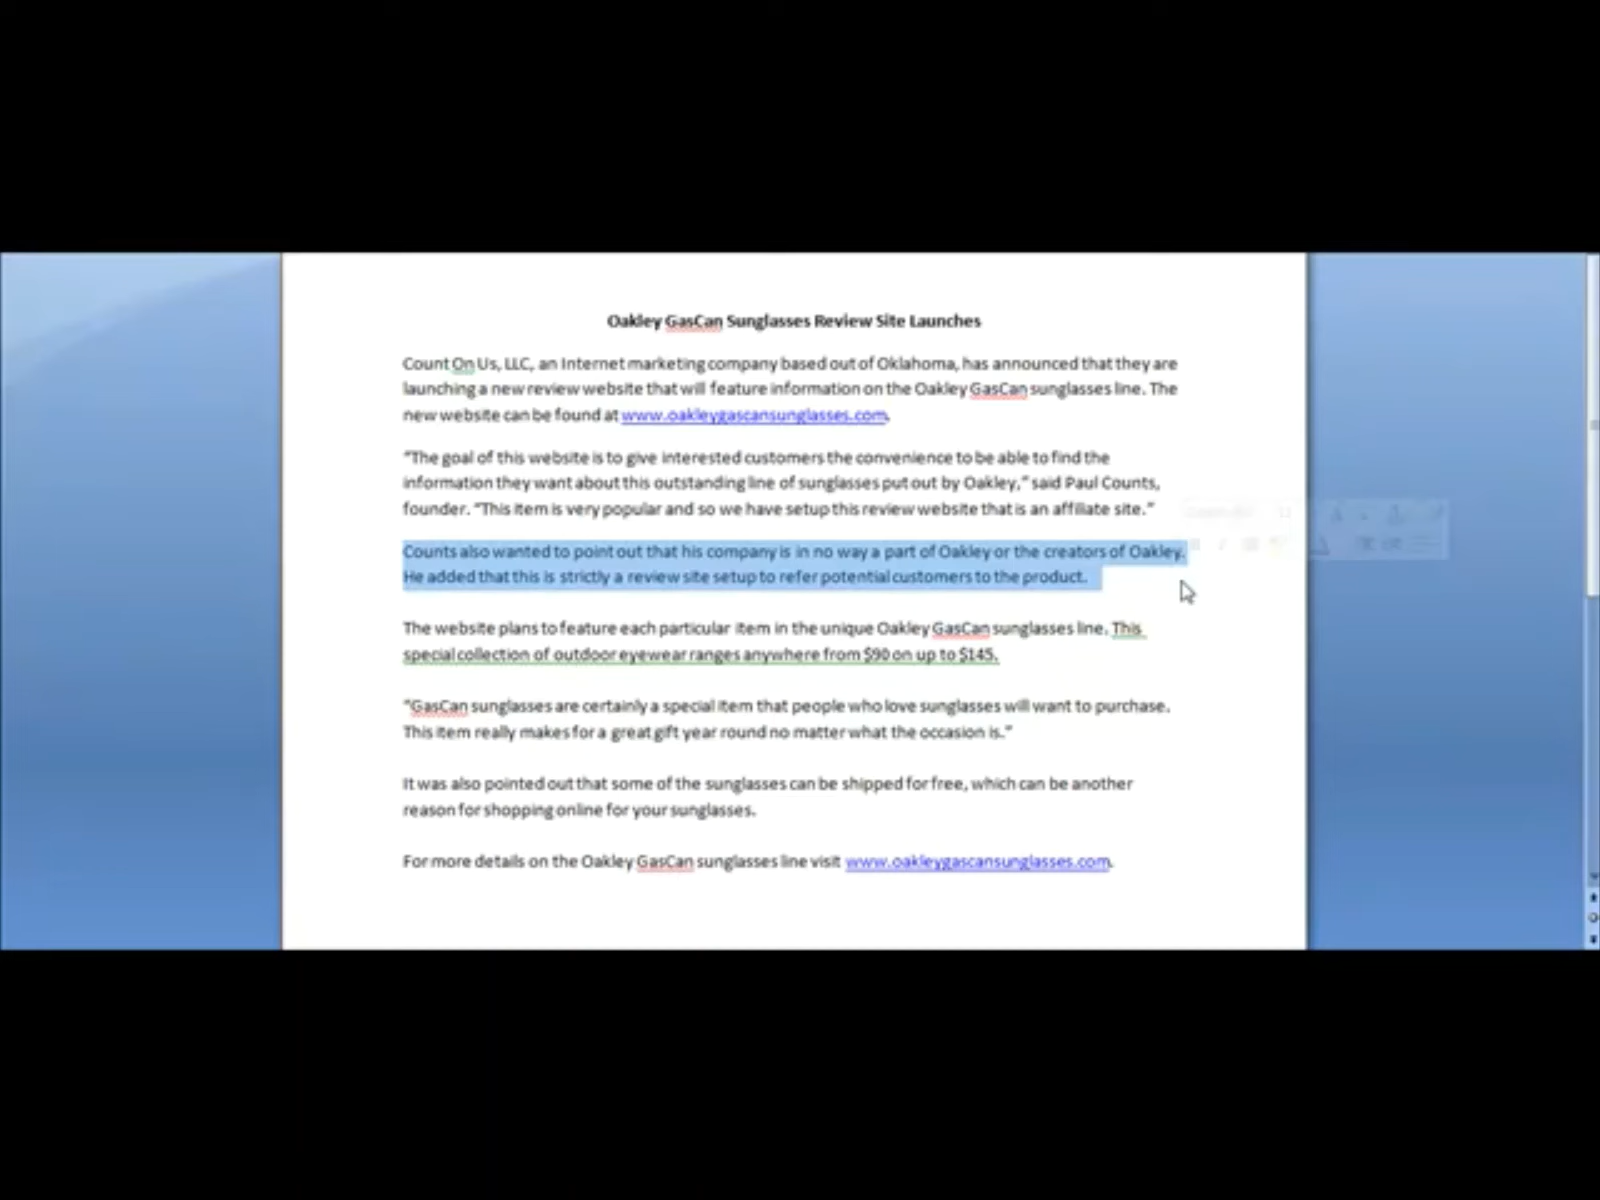 Oakley GasCan Sunglasses Review Site Launches
Count On Us, LLC, an Internet marketing company based out of Oklahoma, has announced that they are
launching a new review website that will feature information on the Oakley GasCan sunglasses line. The
new website can be found at www.oakleygascansunglasses.com.
“The goal of this website is to give interested customers the convenience to be able to find the
information they want about this outstanding line of sunglasses put out by Oakley,” said Paul Counts,
founder. “This item is very popular and so we have setup this review website that is an affiliate site.”
Counts also wanted to point out that his company is in no way a part of Oakley or the creators of Oakley.
He added that this is strictly a review site setup to refer potential customers to the product.
The website plans to feature each particular item in the unique Oakley GasCan sunglasses line. This
special collection of outdoor eyewear ranges anywhere from $90 on up to $145.
“GasCan sunglasses are certainly a special item that people who love sunglasses will want to purchase.
This item really makes for a great gift year round no matter what the occasion is.”
It was also pointed out that some of the sunglasses can be shipped for free, which can be another
reason for shopping online for your sunglasses.
For more details on the Oakley GasCan sunglasses line visit www.oakleygascansunglasses.com.